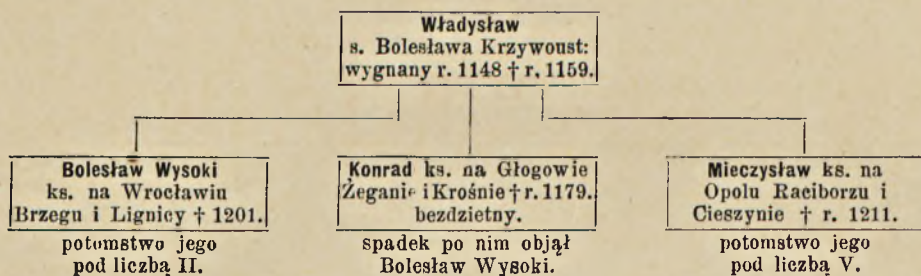 Władysław
s. Bolesława Krzywoust:
wygnany r. 1148 † r. 1159.
Bolesław Wysoki
ks. na Wrocławiu
Brzegu i Lignicy † 1201.
potomstwo jego
pod liczbą II.
Konrad ks. na Głogowie
Żeganie i Krośnie † r. 1179.
bezdzietny.
spadek po nim objął
Bolesław Wysoki.
Mieczysław ks. na
Opolu Raciborzu i
Cieszynie † r. 1211.
potomstwo jego
pod liczbą V.